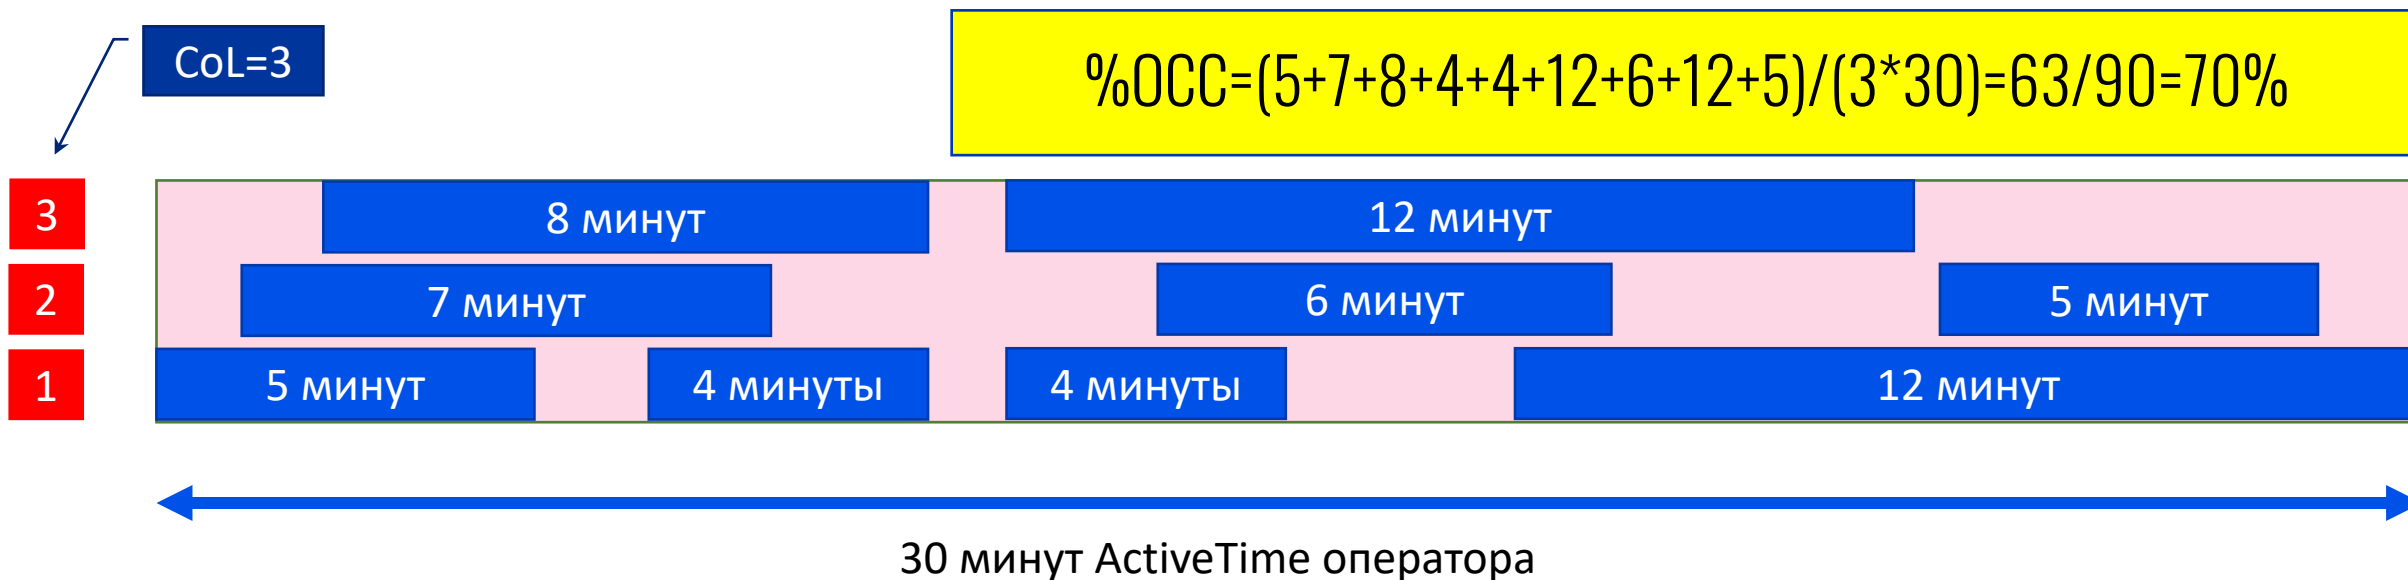 CoL=3
%OCC=(5+7+8+4+4+12+6+12+5)/(3*30)=63/90=70%
3
8 минут
12 минут
2
7 минут
6 минут
5 минут
1
5 минут
4 минуты
4 минуты
12 минут
30 минут ActiveTime оператора